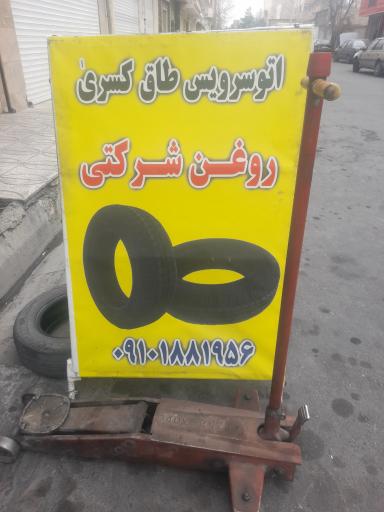 اتوسرویس طاق کسری
روغن شرکتی
۰۹۱۰۱۸۸۱۹۵۶